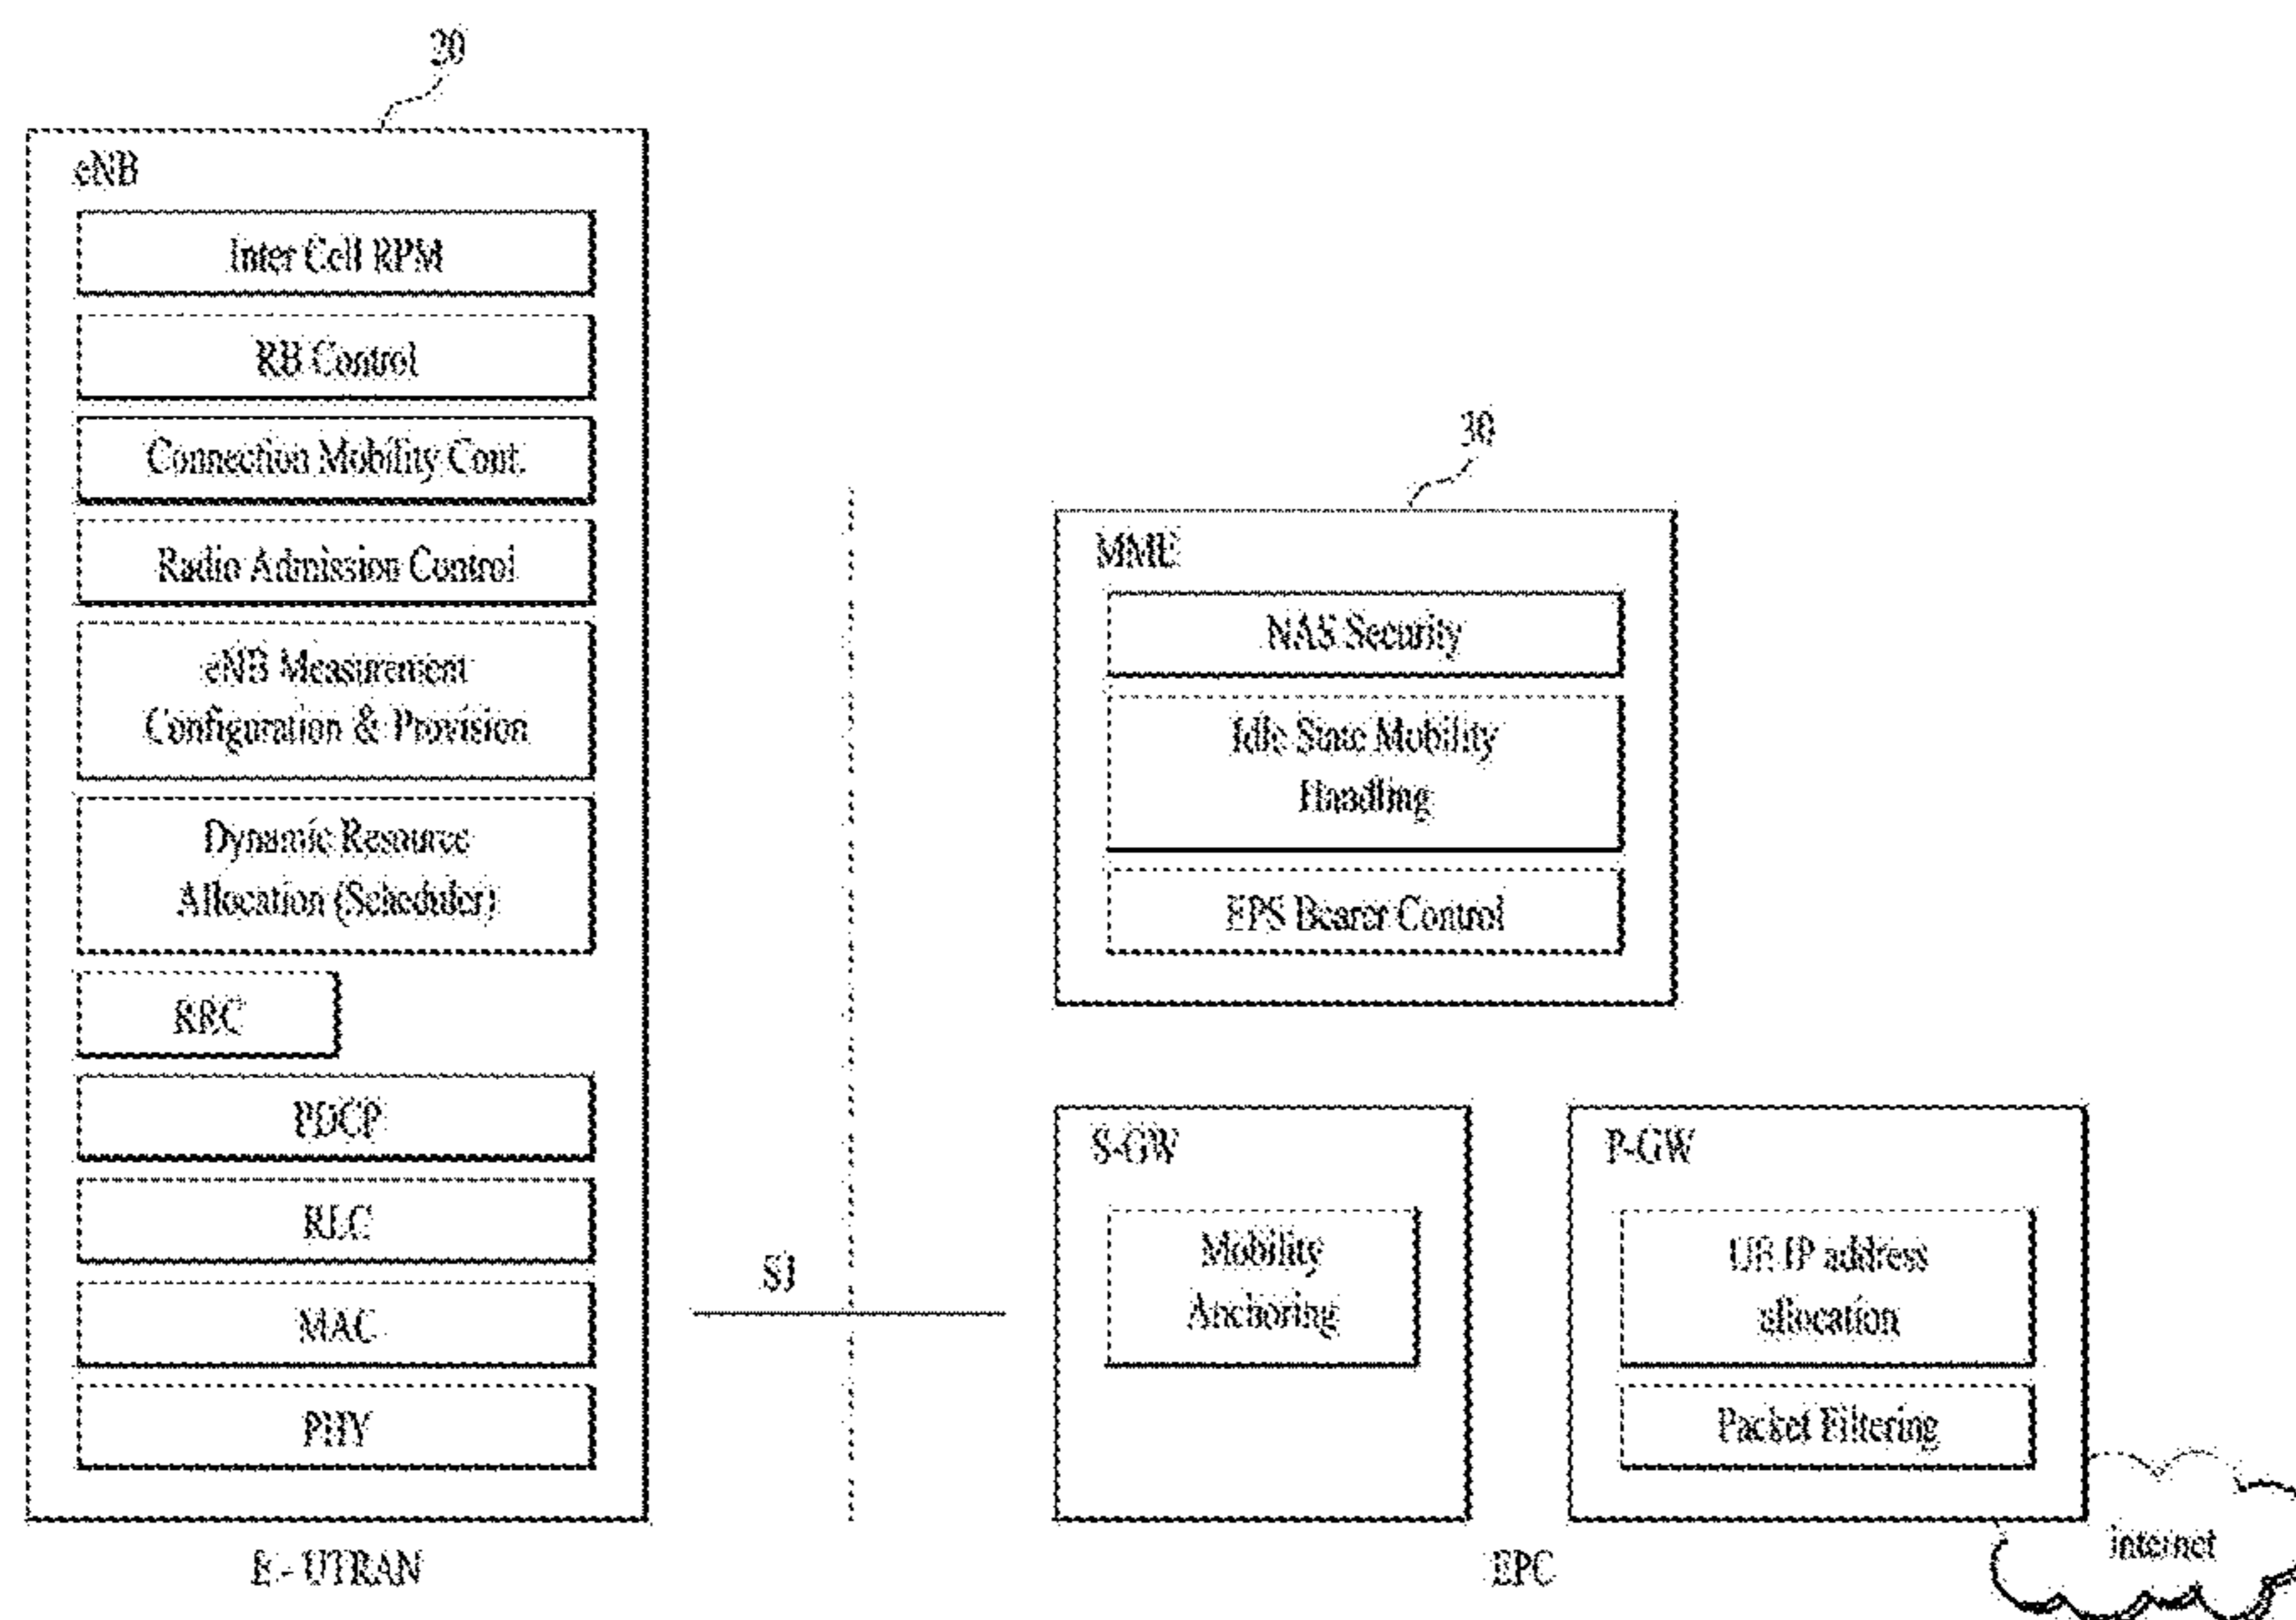 20
eNB
Inter Cell RPM
RB Control
Connection Mobility Cont.
Radio Admission Control
eNB Measurement
Configuration & Provision
Dynamic Resource
Allocation (Scheduler)
RRC
PDCP
RLC
MAC
PHY
E - UTRAN
S1
30
MME
NAS Security
Idle State Mobility
Handling
EPS Bearer Control
S-GW
Mobility
Anchoring
P-GW
UE IP address
allocation
Packet Filtering
EPC
internet